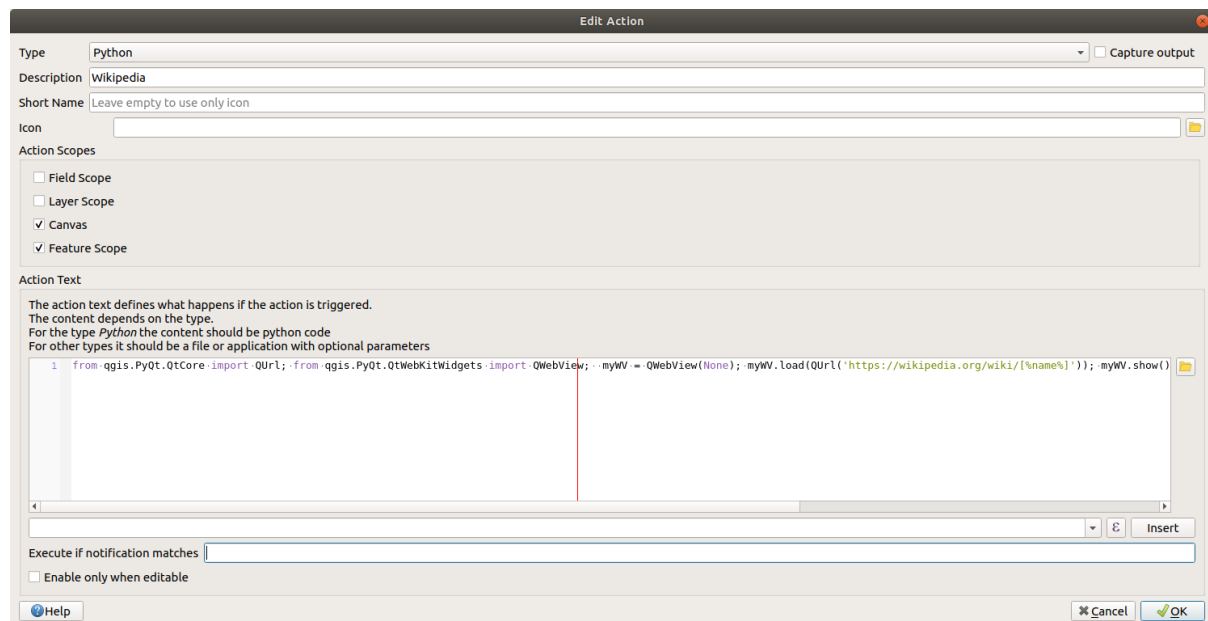 Edit Action
Type Python Capture output
Description Wikipedia
Short Name Leave empty to use only icon
Icon
Action Scopes
Field Scope
Layer Scope
Canvas
Feature Scope
Action Text
The action text defines what happens if the action is triggered.
The content depends on the type.
For the type Python the content should be python code
For other types it should be a file or application with optional parameters
1 from·qgis.PyQt.QtCore·import·QUrl;·from·qgis.PyQt.QtWebKitWidgets·import·QWebView;··myWV·=·QWebView(None);·myWV.load(QUrl('https://wikipedia.org/wiki/[%name%]'));·myWV.show()
ε Insert
Execute if notification matches
Enable only when editable
Help Cancel OK